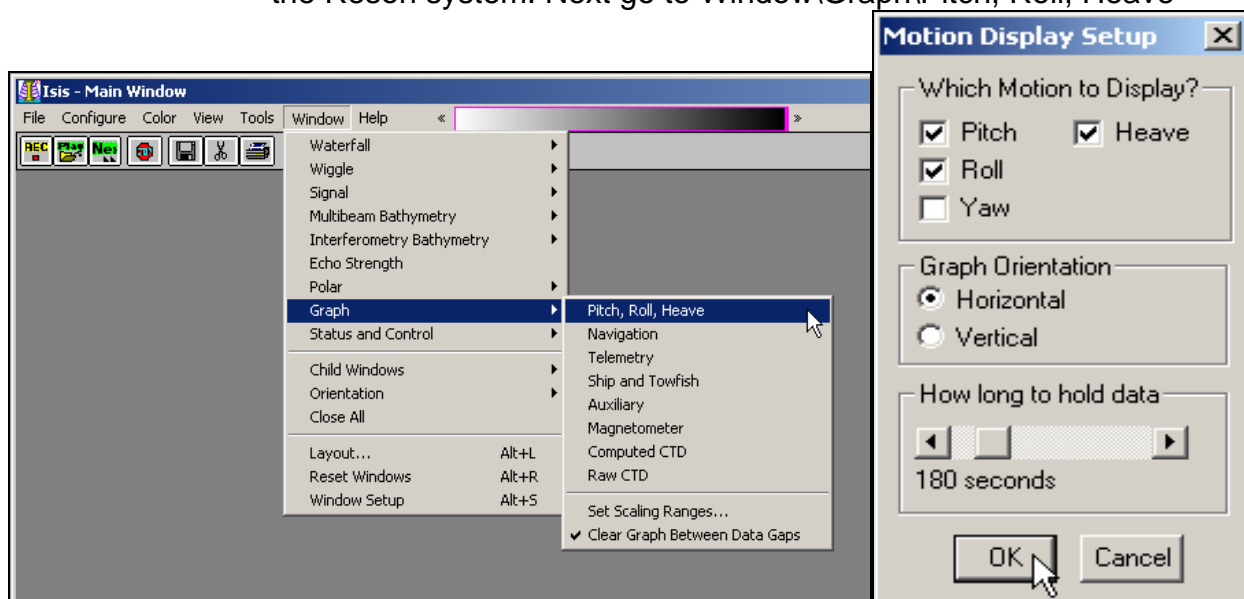 the Reson system. Next go to Window\Graph\Pitch, Roll, Heave
Isis - Main Window
File Configure Color View Tools Window Help « »
REC Play Net
Waterfall
Wiggle
Signal
Multibeam Bathymetry
Interferometry Bathymetry
Echo Strength
Polar
Graph
Status and Control
Child Windows
Orientation
Close All
Layout... Alt+L
Reset Windows Alt+R
Window Setup Alt+S
Pitch, Roll, Heave
Navigation
Telemetry
Ship and Towfish
Auxiliary
Magnetometer
Computed CTD
Raw CTD
Set Scaling Ranges...
Clear Graph Between Data Gaps
Motion Display Setup
Which Motion to Display?
Pitch Heave
Roll
Yaw
Graph Orientation
Horizontal
Vertical
How long to hold data
180 seconds
OK Cancel